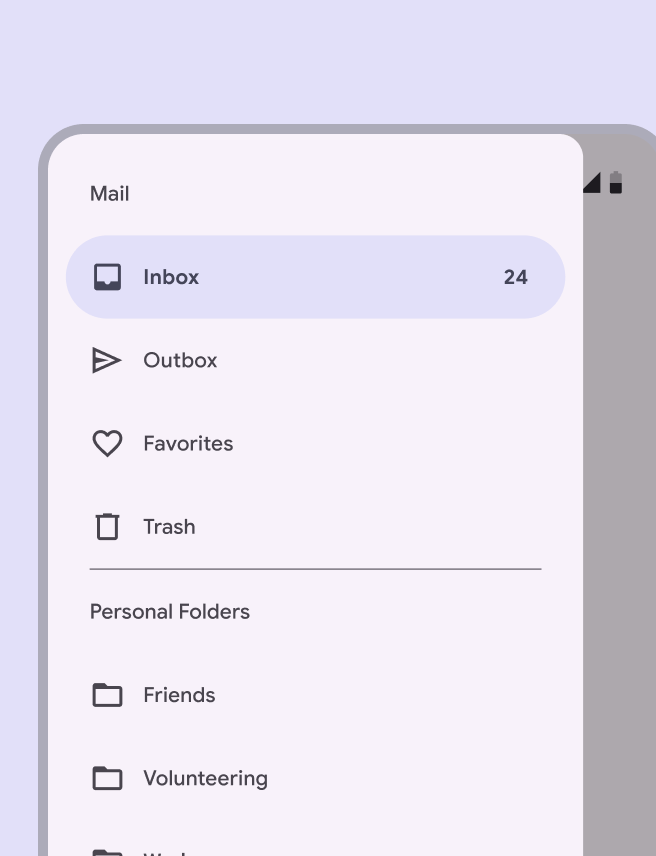 Mail
Inbox 24
Outbox
Favorites
Trash
Personal Folders
Friends
Volunteering